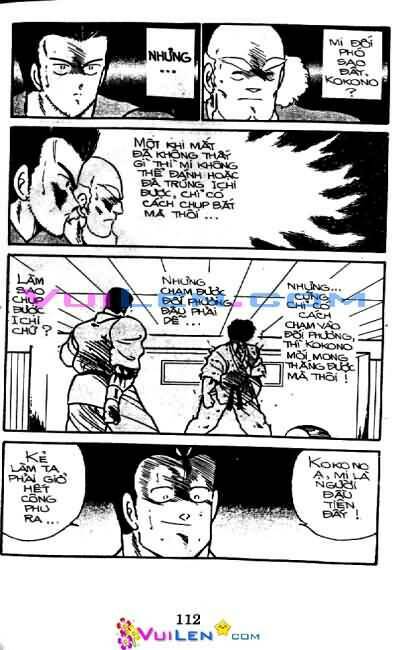 MI ĐỐI
PHÓ
SAO
ĐÂY,
KOKONO
?
NHƯNG
...
MỘT KHI MẮT
ĐÃ KHÔNG THẤY
GÌ THÌ MI KHÔNG
THỂ ĐÁNH HOẶC
ĐÁ TRÚNG ICHI
ĐƯỢC, CHỈ CÓ
CÁCH CHỤP BẮT
MÀ THÔI ...
NHƯNG...
CŨNG
CHỈ CÓ
CÁCH
CHẠM VÀO
ĐỐI PHƯƠNG,
THÌ KOKONO
MỚI MONG
THẮNG ĐƯỢC
MÀ THÔI !
NHƯNG
CHẠM ĐƯỢC
ĐỐI PHƯƠNG,
ĐÂU PHẢI
DỄ ...
LÀM
SAO
CHỤP
ĐƯỢC
ICHI
CHỨ ?
VUILEN.COM
KOKONO
Ạ, MI LÀ
NGƯỜI
ĐẦU
TIÊN
ĐẤY !
KẺ
LÀM TA
PHẢI GIỞ
HẾT
CÔNG
PHU
RA ...
112
VUILEN.COM